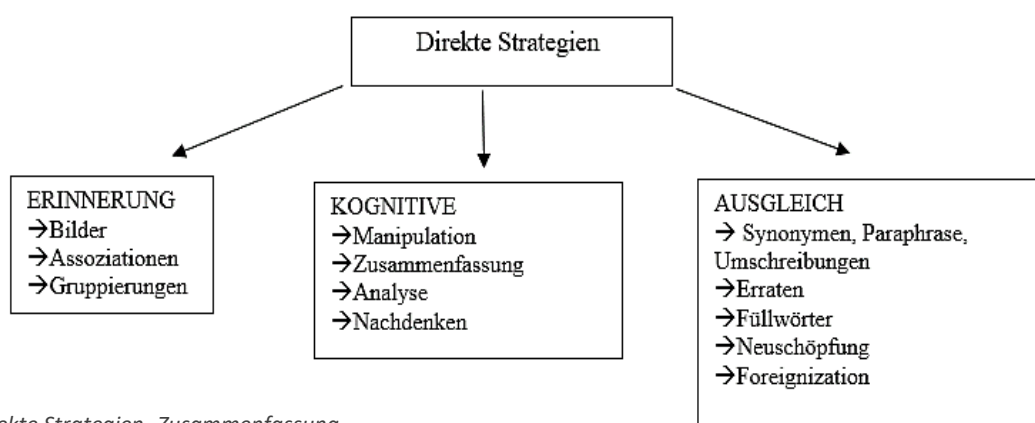 Direkte Strategien
ERINNERUNG
→Bilder
→Assoziationen
→Gruppierungen
KOGNITIVE
→Manipulation
→Zusammenfassung
→Analyse
→Nachdenken
AUSGLEICH
→ Synonymen, Paraphrase,
Umschreibungen
→Erraten
→Füllwörter
→Neuschöpfung
→Foreignization
Strategien Zusammenfassung